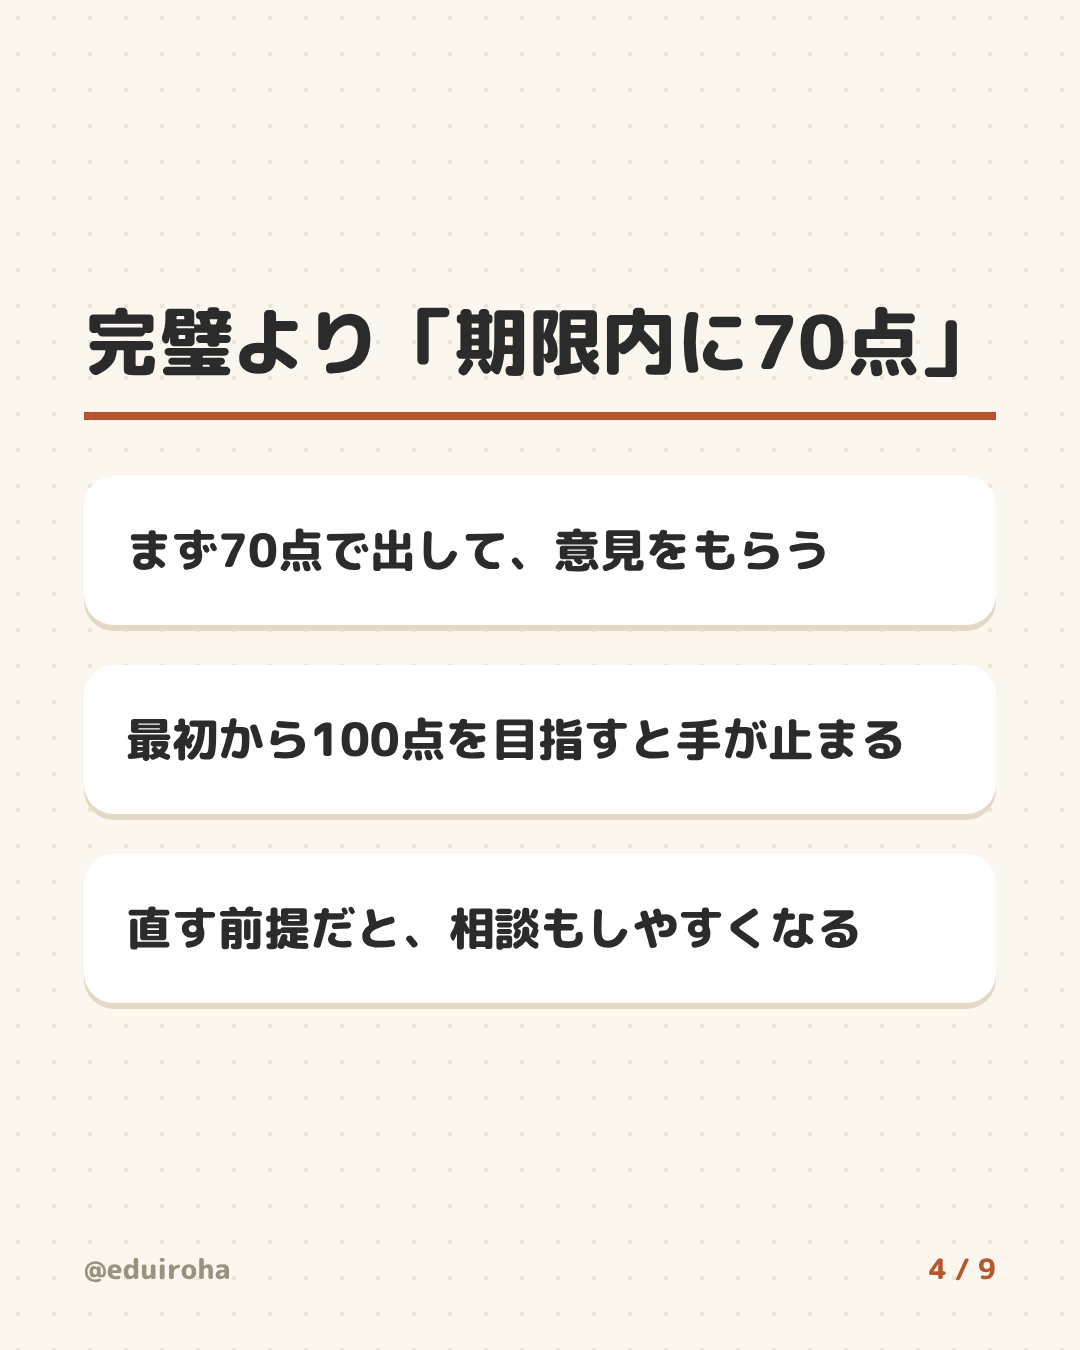 完璧より「期限内に70点」
まず70点で出して、意見をもらう
最初から100点を目指すと手が止まる
直す前提だと、相談もしやすくなる
@eduiroha
4 / 9